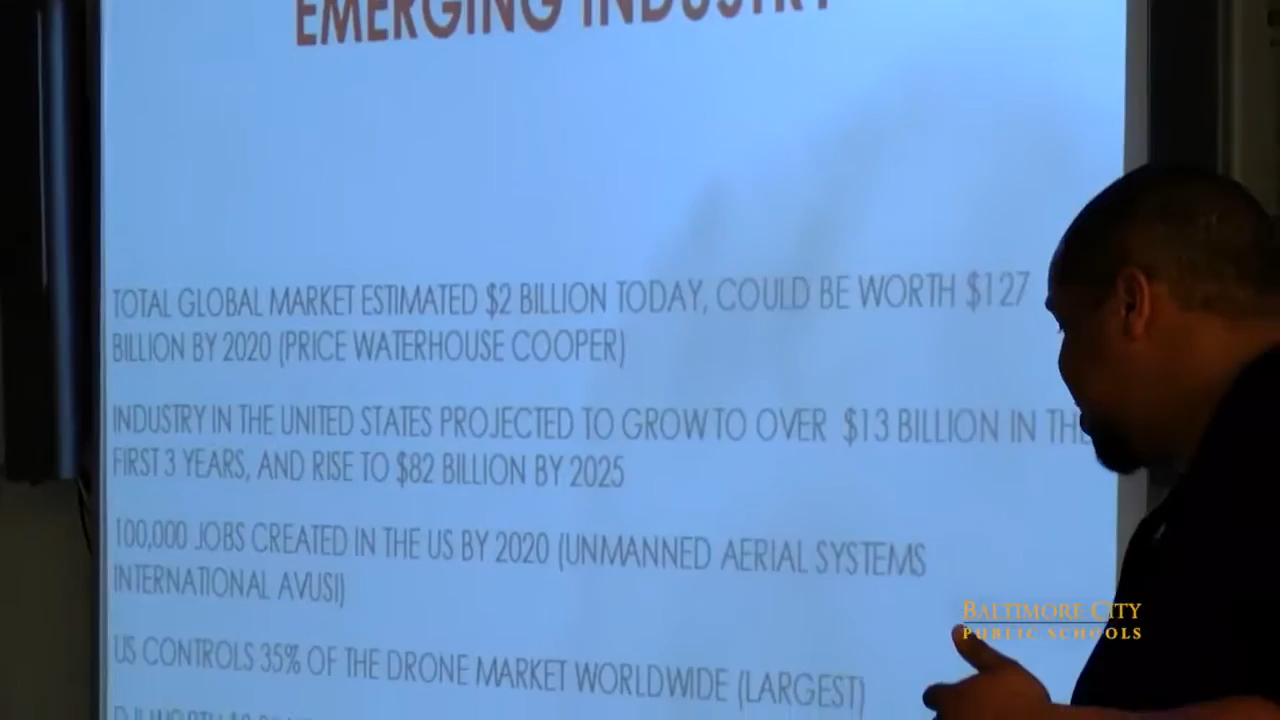 EMERGING INDUSTRY
TOTAL GLOBAL MARKET ESTIMATED $2 BILLION TODAY, COULD BE WORTH $127
BILLION BY 2020 (PRICE WATERHOUSE COOPER)
INDUSTRY IN THE UNITED STATES PROJECTED TO GROW TO OVER $13 BILLION IN THE
FIRST 3 YEARS, AND RISE TO $82 BILLION BY 2025
100,000 JOBS CREATED IN THE US BY 2020 (UNMANNED AERIAL SYSTEMS
INTERNATIONAL AVUSI)
US CONTROLS 35% OF THE DRONE MARKET WORLDWIDE (LARGEST)
BALTIMORE CITY
PUBLIC SCHOOLS